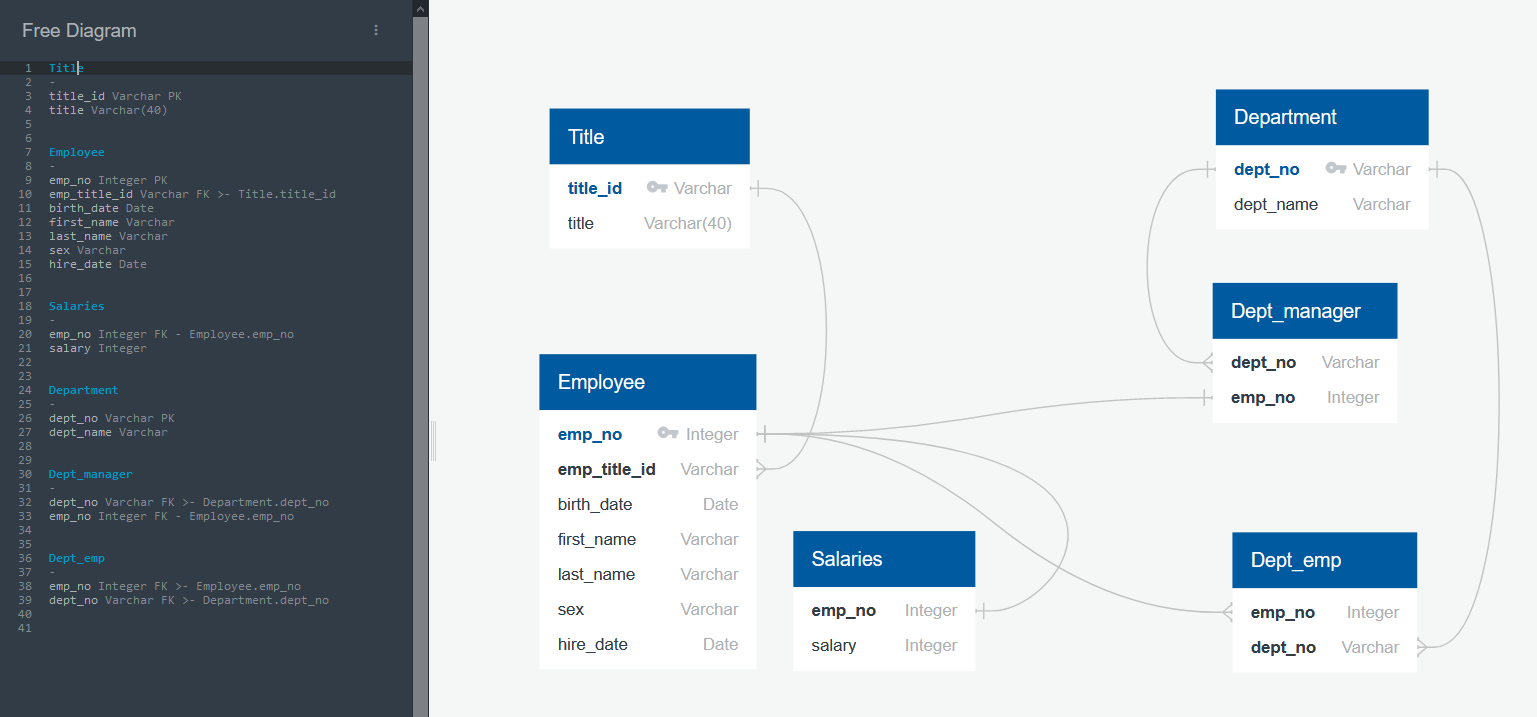 Free Diagram
1 Title
2 -
3 title_id Varchar PK
4 title Varchar(40)
5
6
7 Employee
8 -
9 emp_no Integer PK
10 emp_title_id Varchar FK >- Title.title_id
11 birth_date Date
12 first_name Varchar
13 last_name Varchar
14 sex Varchar
15 hire_date Date
16
17
18 Salaries
19 -
20 emp_no Integer FK - Employee.emp_no
21 salary Integer
22
23
24 Department
25 -
26 dept_no Varchar PK
27 dept_name Varchar
28
29
30 Dept_manager
31 -
32 dept_no Varchar FK >- Department.dept_no
33 emp_no Integer FK - Employee.emp_no
34
35
36 Dept_emp
37 -
38 emp_no Integer FK >- Employee.emp_no
39 dept_no Varchar FK >- Department.dept_no
40
41
Title
title_id Varchar
title Varchar(40)
Employee
emp_no Integer
emp_title_id Varchar
birth_date Date
first_name Varchar
last_name Varchar
sex Varchar
hire_date Date
Salaries
emp_no Integer
salary Integer
Department
dept_no Varchar
dept_name Varchar
Dept_manager
dept_no Varchar
emp_no Integer
Dept_emp
emp_no Integer
dept_no Varchar